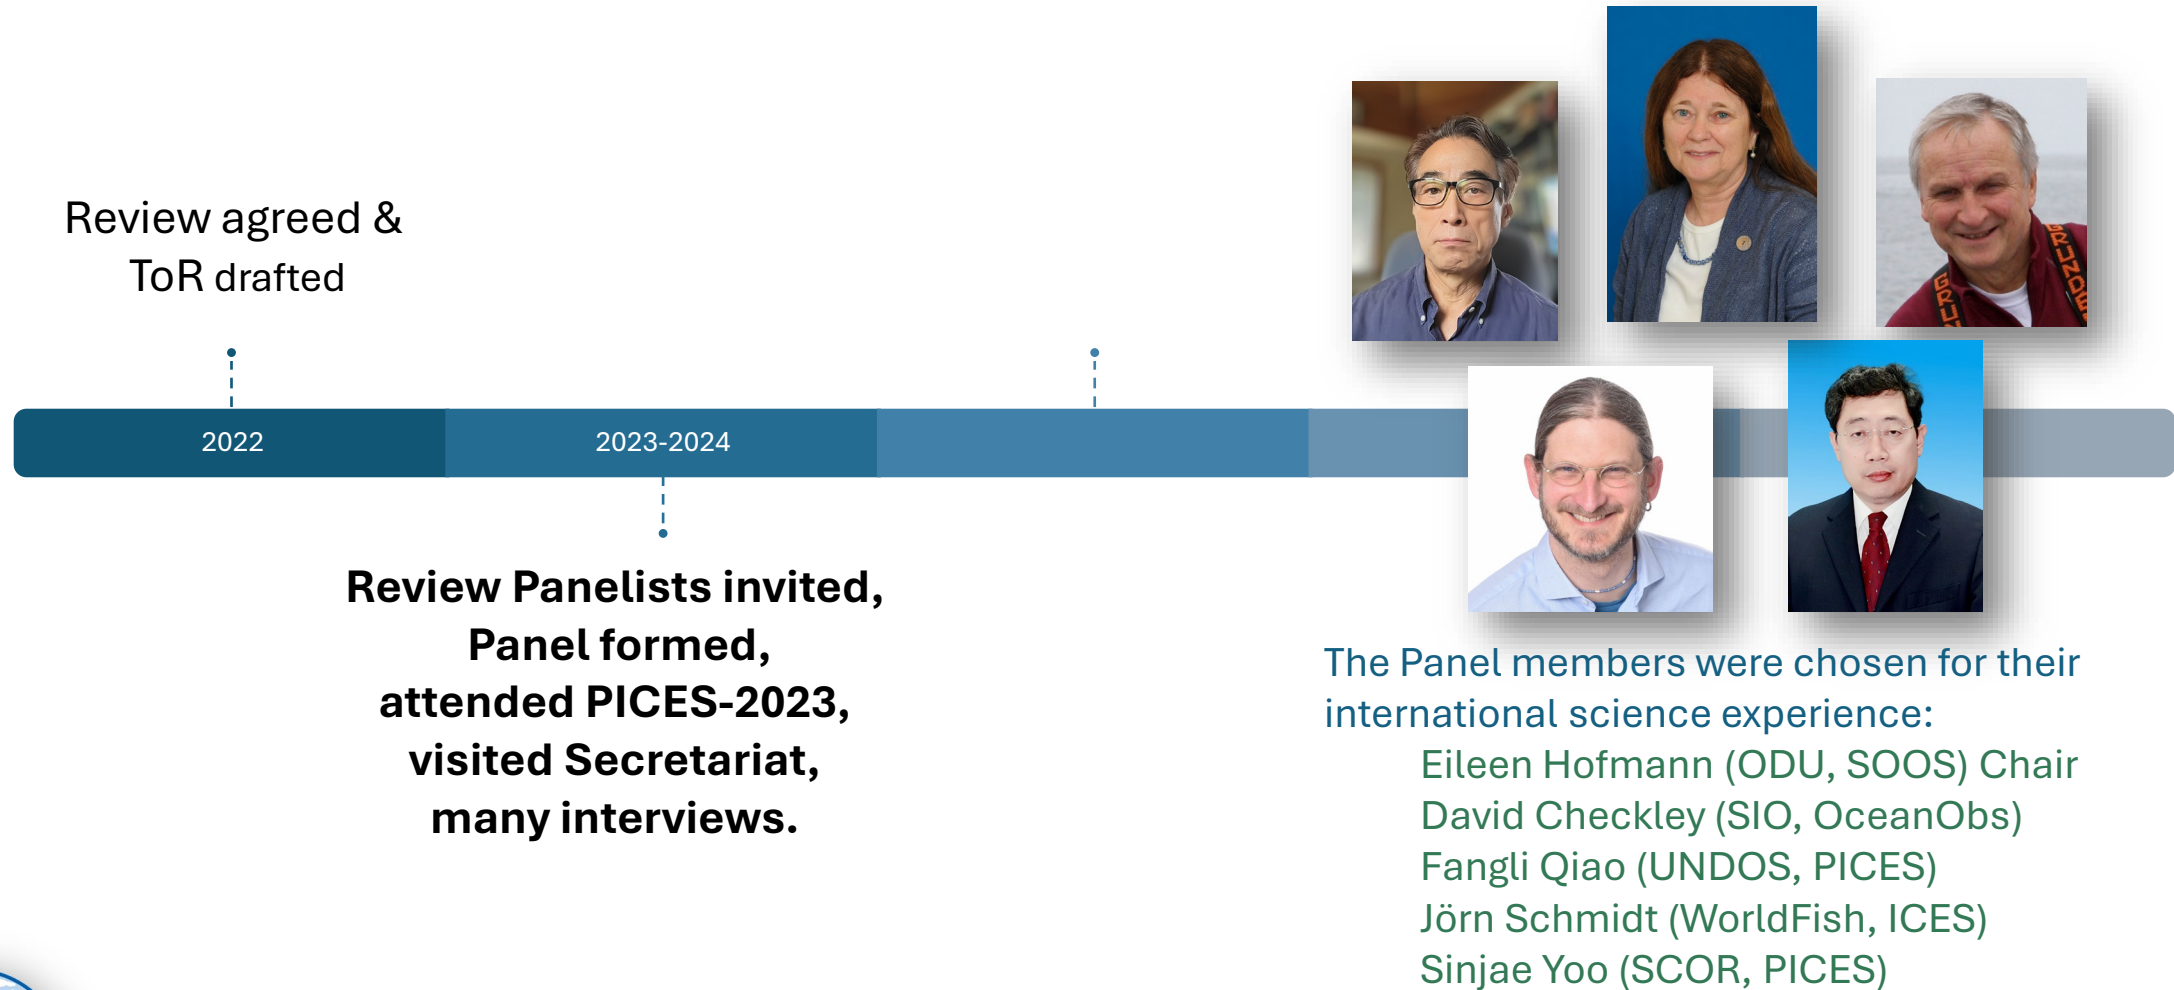 Review agreed &
ToR drafted
2022
2023-2024
Review Panelists invited,
Panel formed,
attended PICES-2023,
visited Secretariat,
many interviews.
The Panel members were chosen for their
international science experience:
Eileen Hofmann (ODU, SOOS) Chair
David Checkley (SIO, OceanObs)
Fangli Qiao (UNDOS, PICES)
Jörn Schmidt (WorldFish, ICES)
Sinjae Yoo (SCOR, PICES)